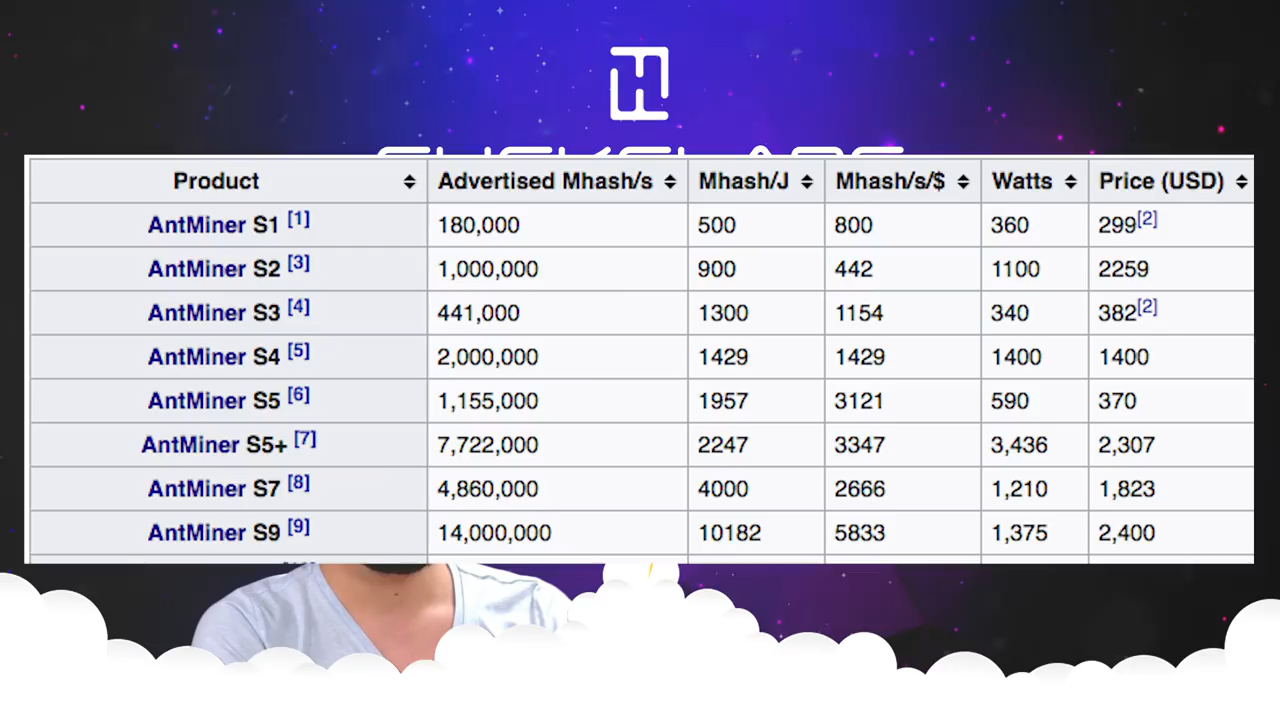 Product Advertised Mhash/s Mhash/J Mhash/s/$ Watts Price (USD)
AntMiner S1 [1] 180,000 500 800 360 299[2]
AntMiner S2 [3] 1,000,000 900 442 1100 2259
AntMiner S3 [4] 441,000 1300 1154 340 382[2]
AntMiner S4 [5] 2,000,000 1429 1429 1400 1400
AntMiner S5 [6] 1,155,000 1957 3121 590 370
AntMiner S5+ [7] 7,722,000 2247 3347 3,436 2,307
AntMiner S7 [8] 4,860,000 4000 2666 1,210 1,823
AntMiner S9 [9] 14,000,000 10182 5833 1,375 2,400